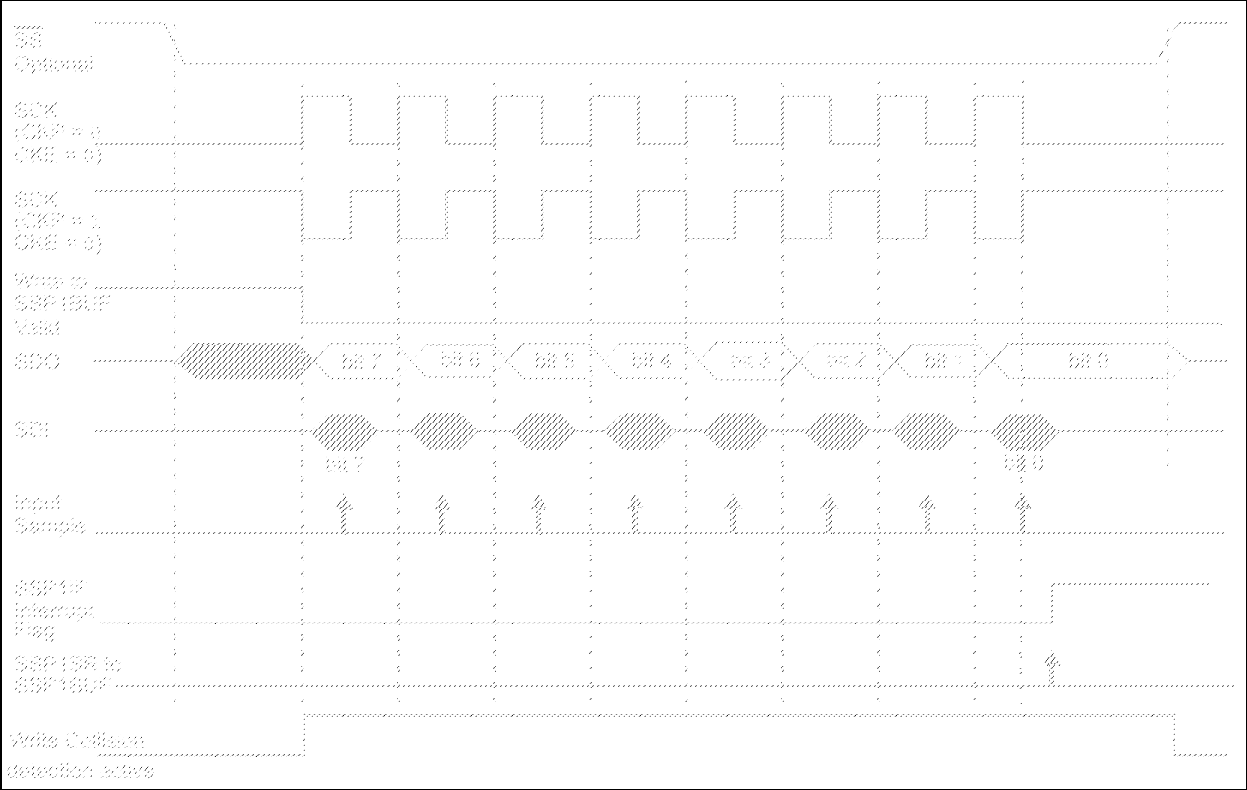 SS
Optional
SCK
(CKP = 0
CKE = 0)
SCK
(CKP = 1
CKE = 0)
Write to
SSP1BUF
Valid
SDO
bit 7
bit 6
bit 5
bit 4
bit 3
bit 2
bit 1
bit 0
SDI
bit 7
bit 0
Input
Sample
SSP1IF
Interrupt
Flag
SSP1SR to
SSP1BUF
Write Collision
detection active